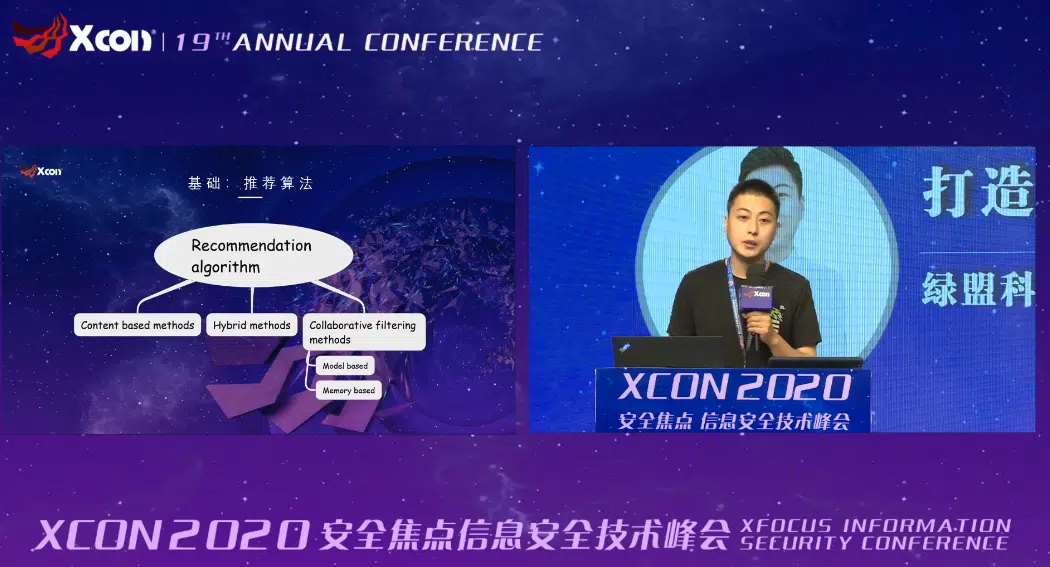 Xcon | 19TH ANNUAL CONFERENCE
Xcon
基础：推荐算法
Recommendation
algorithm
Content based methods
Hybrid methods
Collaborative filtering
methods
Model based
Memory based
打造
绿盟科
Xcon
XCON 2020
安全焦点 信息安全技术峰会
XCON 2020 安全焦点信息安全技术峰会
XFOCUS INFORMATION
SECURITY CONFERENCE